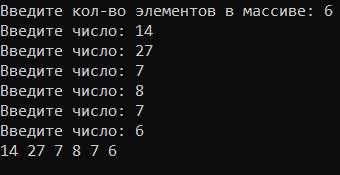 Введите кол-во элементов в массиве: 6
Введите число: 14
Введите число: 27
Введите число: 7
Введите число: 8
Введите число: 7
Введите число: 6
14 27 7 8 7 6